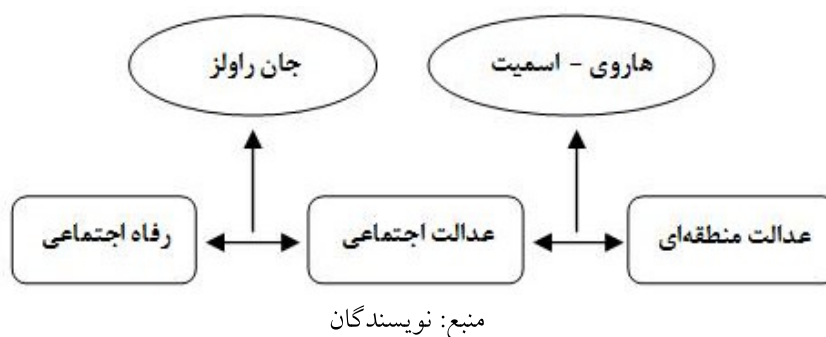 هاروی - اسمیت
جان راولز
عدالت منطقه‌ای
عدالت اجتماعی
رفاه اجتماعی
منبع: نویسندگان